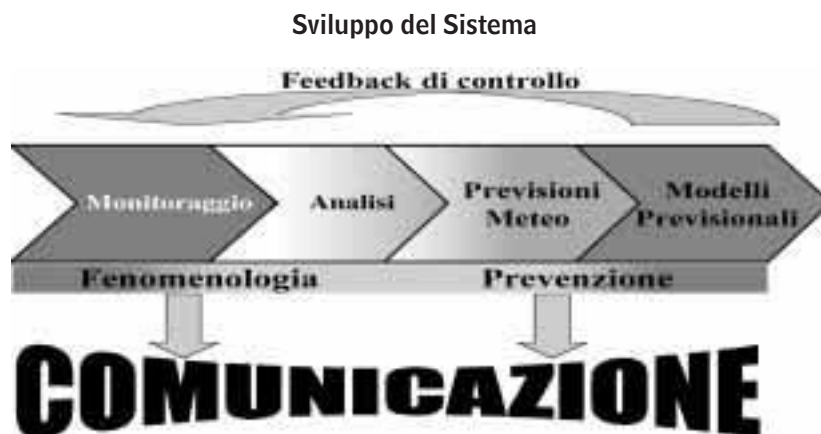 Sviluppo del Sistema
Feedback di controllo
Monitoraggio
Analisi
Previsioni
Meteo
Modelli
Previsionali
Fenomenologia
Prevenzione
COMUNICAZIONE